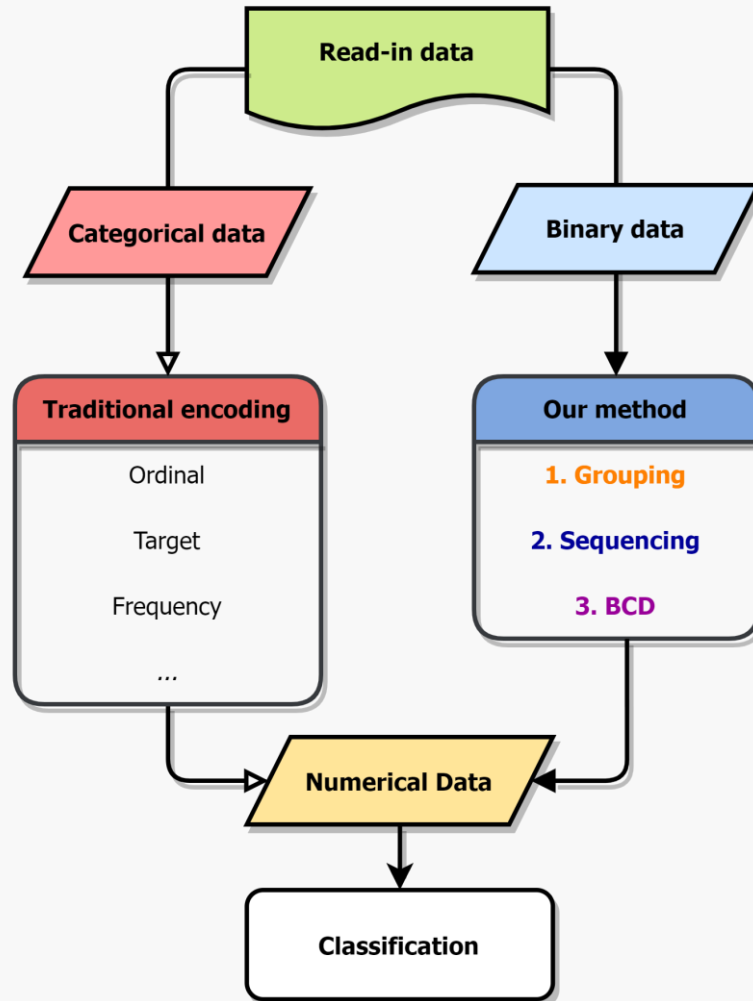 Read-in data
Categorical data
Binary data
Traditional encoding
Ordinal
Target
Frequency
...
Our method
1. Grouping
2. Sequencing
3. BCD
Numerical Data
Classification